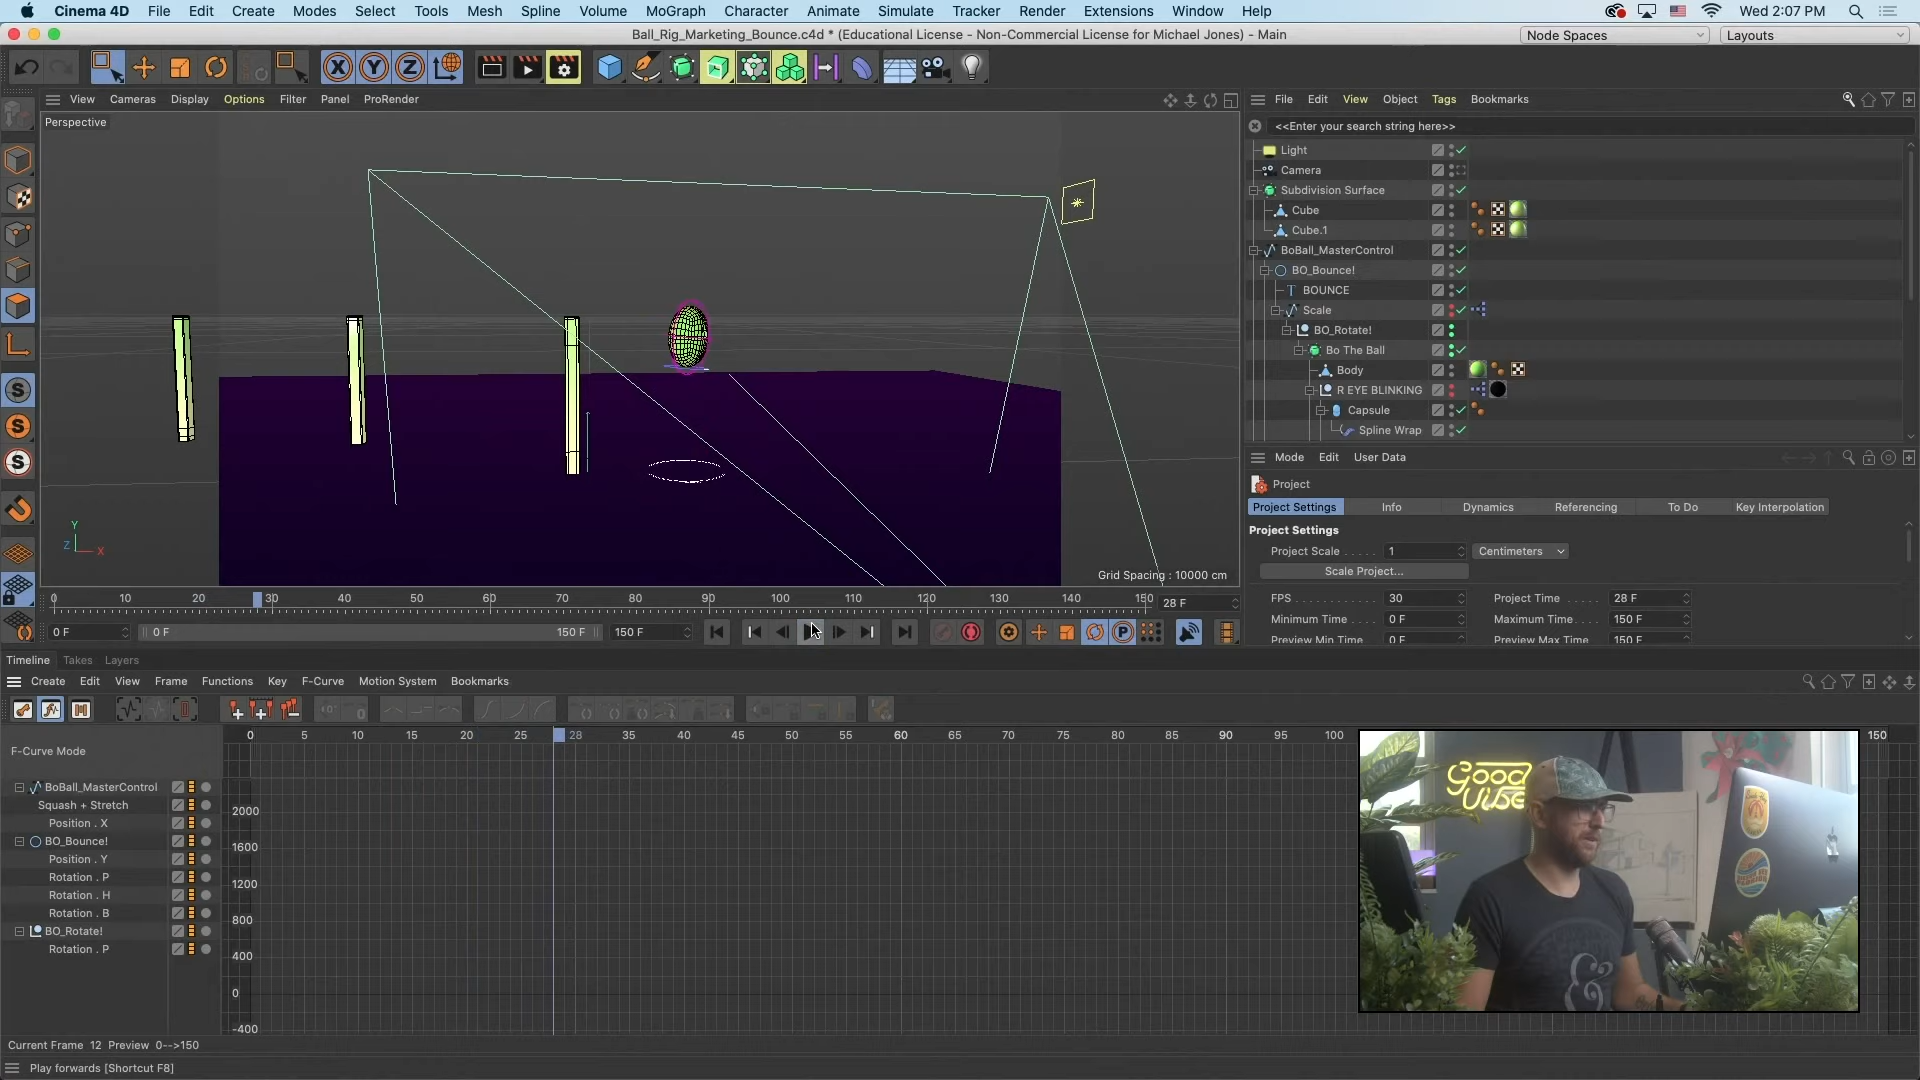 Cinema 4D File Edit Create Modes Select Tools Mesh Spline Volume MoGraph Character Animate Simulate Tracker Render Extensions Window Help Wed 2:07 PM
Ball_Rig_Marketing_Bounce.c4d * (Educational License - Non-Commercial License for Michael Jones) - Main
Node Spaces Layouts
X Y Z
View Cameras Display Options Filter Panel ProRender
File Edit View Object Tags Bookmarks
Perspective
<<Enter your search string here>>
Light
Camera
Subdivision Surface
Cube
Cube.1
BoBall_MasterControl
BO_Bounce!
BOUNCE
Scale
BO_Rotate!
Bo The Ball
Body
R EYE BLINKING
Capsule
Spline Wrap
Mode Edit User Data
Project
Project Settings Info Dynamics Referencing To Do Key Interpolation
Project Settings
Project Scale . . . . . 1 Centimeters
Scale Project...
FPS 30 Project Time 28 F
Minimum Time 0 F Maximum Time 150 F
Preview Min Time 0 F Preview Max Time 150 F
Y
Z X
Grid Spacing : 10000 cm
0 10 20 30 40 50 60 70 80 90 100 110 120 130 140 150 28 F
0 F 0 F 150 F 150 F
Timeline Takes Layers
Create Edit View Frame Functions Key F-Curve Motion System Bookmarks
0 5 10 15 20 25 28 35 40 45 50 55 60 65 70 75 80 85 90 95 100 150
F-Curve Mode
BoBall_MasterControl
Squash + Stretch
Position . X
BO_Bounce!
Position . Y
Rotation . P
Rotation . H
Rotation . B
BO_Rotate!
Rotation . P
2000
1600
1200
800
400
0
-400
Good
Vibes
Current Frame 12 Preview 0-->150
Play forwards [Shortcut F8]